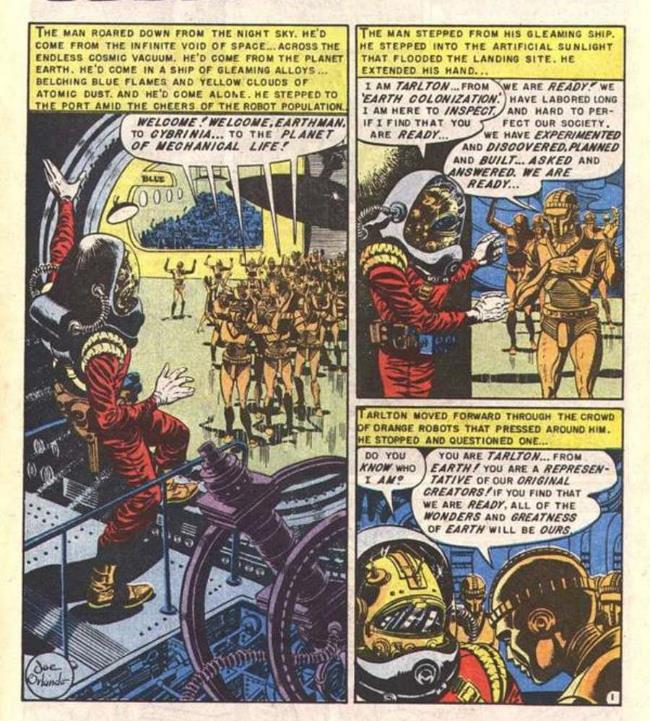 THE MAN ROARED DOWN FROM THE NIGHT SKY. HE'D
COME FROM THE INFINITE VOID OF SPACE...ACROSS THE
ENDLESS COSMIC VACUUM. HE'D COME FROM THE PLANET
EARTH. HE'D COME IN A SHIP OF GLEAMING ALLOYS...
BELCHING BLUE FLAMES AND YELLOW CLOUDS OF
ATOMIC DUST. AND HE'D COME ALONE. HE STEPPED TO
THE PORT AMID THE CHEERS OF THE ROBOT POPULATION.
WELCOME! WELCOME, EARTHMAN,
TO CYBRINIA... TO THE PLANET
OF MECHANICAL LIFE!
BLUE
Joe
Orlando
THE MAN STEPPED FROM HIS GLEAMING SHIP.
HE STEPPED INTO THE ARTIFICIAL SUNLIGHT
THAT FLOODED THE LANDING SITE. HE
EXTENDED HIS HAND...
I AM TARLTON...FROM
'EARTH COLONIZATION.'
I AM HERE TO INSPECT,
IF I FIND THAT YOU
ARE READY...
WE ARE READY! WE
HAVE LABORED LONG
AND HARD TO PER-
FECT OUR SOCIETY.
WE HAVE EXPERIMENTED
AND DISCOVERED, PLANNED
AND BUILT... ASKED AND
ANSWERED. WE ARE
READY...
TARLTON MOVED FORWARD THROUGH THE CROWD
OF ORANGE ROBOTS THAT PRESSED AROUND HIM.
HE STOPPED AND QUESTIONED ONE...
DO YOU
KNOW WHO
I AM?
YOU ARE TARLTON... FROM
EARTH! YOU ARE A REPRESEN-
TATIVE OF OUR ORIGINAL
CREATORS! IF YOU FIND THAT
WE ARE READY, ALL OF THE
WONDERS AND GREATNESS
OF EARTH WILL BE OURS.
1